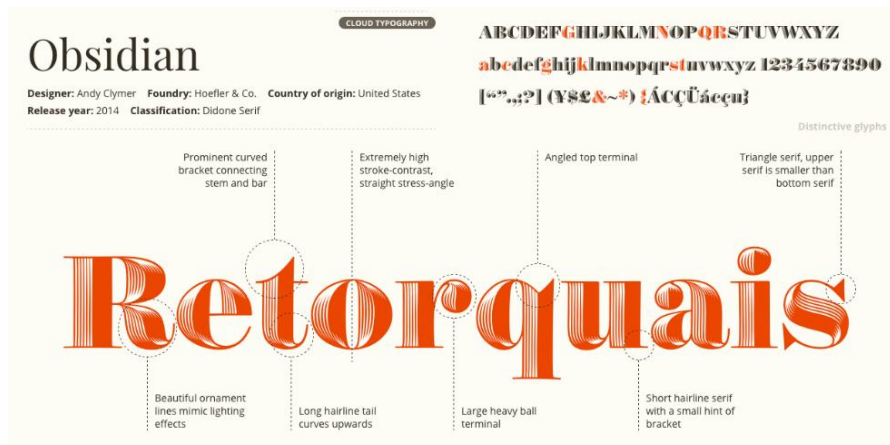 CLOUD TYPOGRAPHY
Obsidian
Designer: Andy Clymer Foundry: Hoefler & Co. Country of origin: United States
Release year: 2014 Classification: Didone Serif
ABCDEFGHIJKLMNOPQRSTUVWXYZ
abcdefghijklmnopqrstuvwxyz 1234567890
[“”.,;?] (Y$£&~*) {ÁCÇÜácçu}
Distinctive glyphs
Prominent curved
bracket connecting
stem and bar
Extremely high
stroke-contrast,
straight stress-angle
Angled top terminal
Triangle serif, upper
serif is smaller than
bottom serif
Retorquais
Beautiful ornament
lines mimic lighting
effects
Long hairline tail
curves upwards
Large heavy ball
terminal
Short hairline serif
with a small hint of
bracket